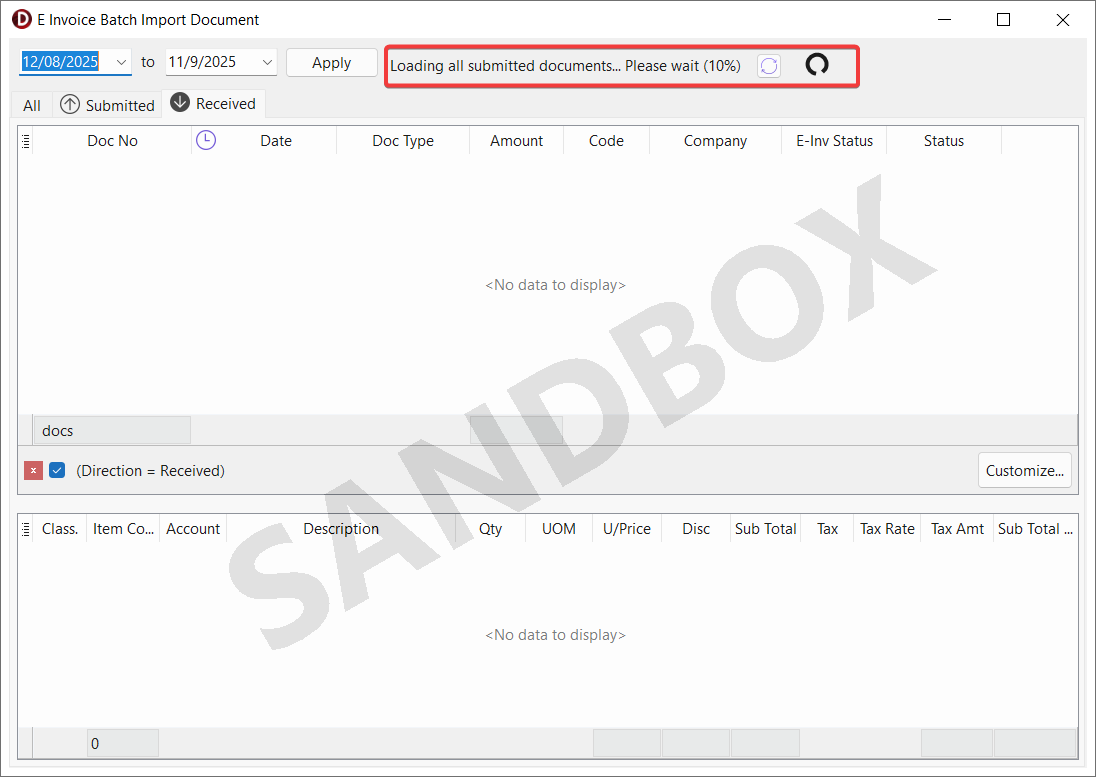 E Invoice Batch Import Document
12/08/2025 to 11/9/2025 Apply Loading all submitted documents... Please wait (10%)
All Submitted Received
Doc No Date Doc Type Amount Code Company E-Inv Status Status
<No data to display>
SANDBOX
docs
x (Direction = Received) Customize...
Class. Item Co... Account Description Qty UOM U/Price Disc Sub Total Tax Tax Rate Tax Amt Sub Total ...
<No data to display>
0